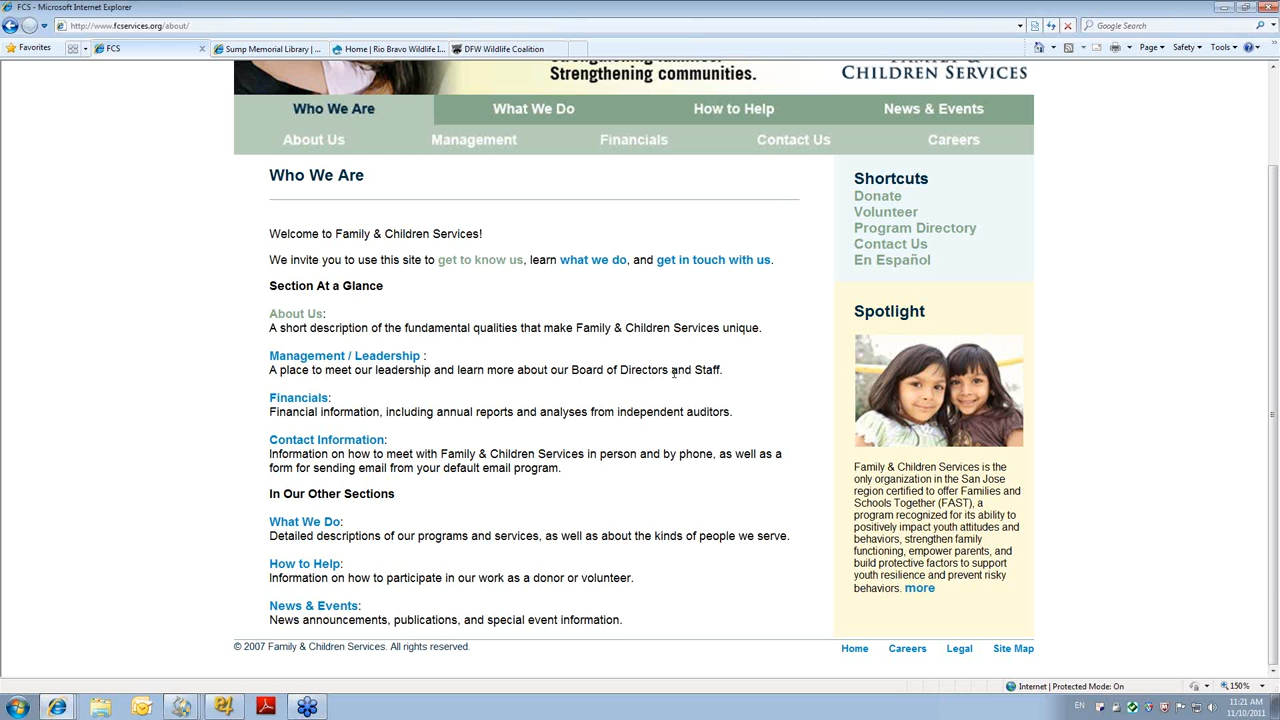 FCS - Microsoft Internet Explorer
http://www.fcservices.org/about/
Google Search
Favorites
FCS
Sump Memorial Library | ...
Home | Rio Bravo Wildlife I...
DFW Wildlife Coalition
Page
Safety
Tools
Strengthening communities.
CHILDREN SERVICES
Who We Are
What We Do
How to Help
News & Events
About Us
Management
Financials
Contact Us
Careers
Who We Are
Welcome to Family & Children Services!
We invite you to use this site to get to know us, learn what we do, and get in touch with us.
Section At a Glance
About Us:
A short description of the fundamental qualities that make Family & Children Services unique.
Management / Leadership :
A place to meet our leadership and learn more about our Board of Directors and Staff.
Financials:
Financial information, including annual reports and analyses from independent auditors.
Contact Information:
Information on how to meet with Family & Children Services in person and by phone, as well as a
form for sending email from your default email program.
In Our Other Sections
What We Do:
Detailed descriptions of our programs and services, as well as about the kinds of people we serve.
How to Help:
Information on how to participate in our work as a donor or volunteer.
News & Events:
News announcements, publications, and special event information.
Shortcuts
Donate
Volunteer
Program Directory
Contact Us
En Español
Spotlight
Family & Children Services is the
only organization in the San Jose
region certified to offer Families and
Schools Together (FAST), a
program recognized for its ability to
positively impact youth attitudes and
behaviors, strengthen family
functioning, empower parents, and
build protective factors to support
youth resilience and prevent risky
behaviors. more
© 2007 Family & Children Services. All rights reserved.
Home
Careers
Legal
Site Map
Internet | Protected Mode: On
150%
EN
11:21 AM
11/10/2011